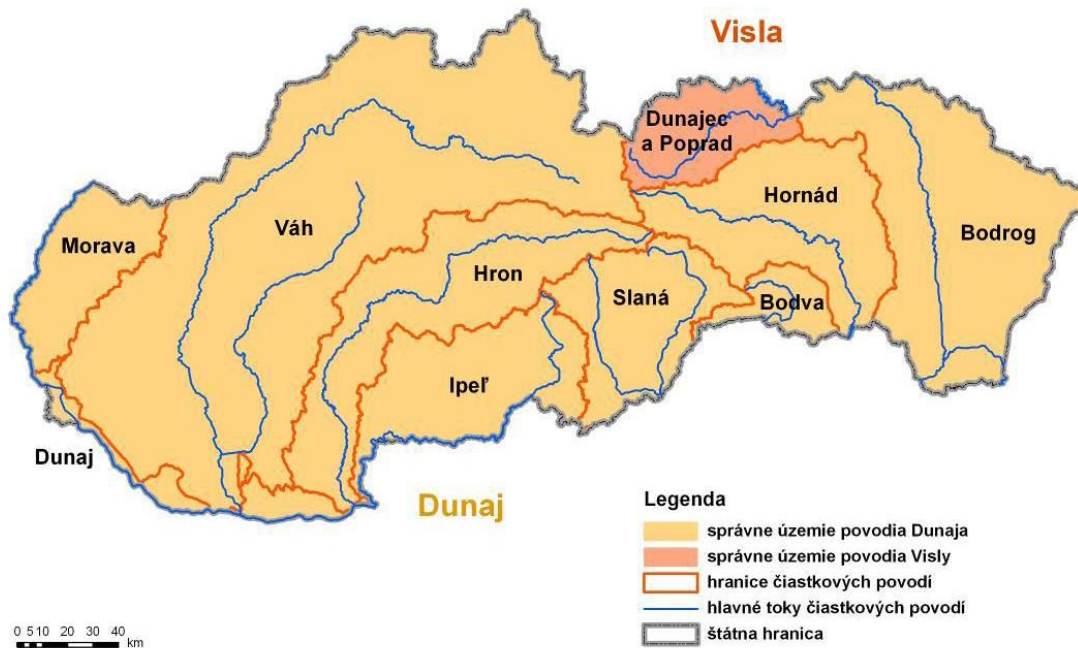 Visla
Dunajec
a Poprad
Hornád
Váh
Morava
Bodrog
Hron
Slaná
Bodva
Ipeľ
Dunaj
Dunaj
Legenda
správne územie povodia Dunaja
správne územie povodia Visly
hranice čiastkových povodí
hlavné toky čiastkových povodí
štátna hranica
0 5 10 20 30 40
km